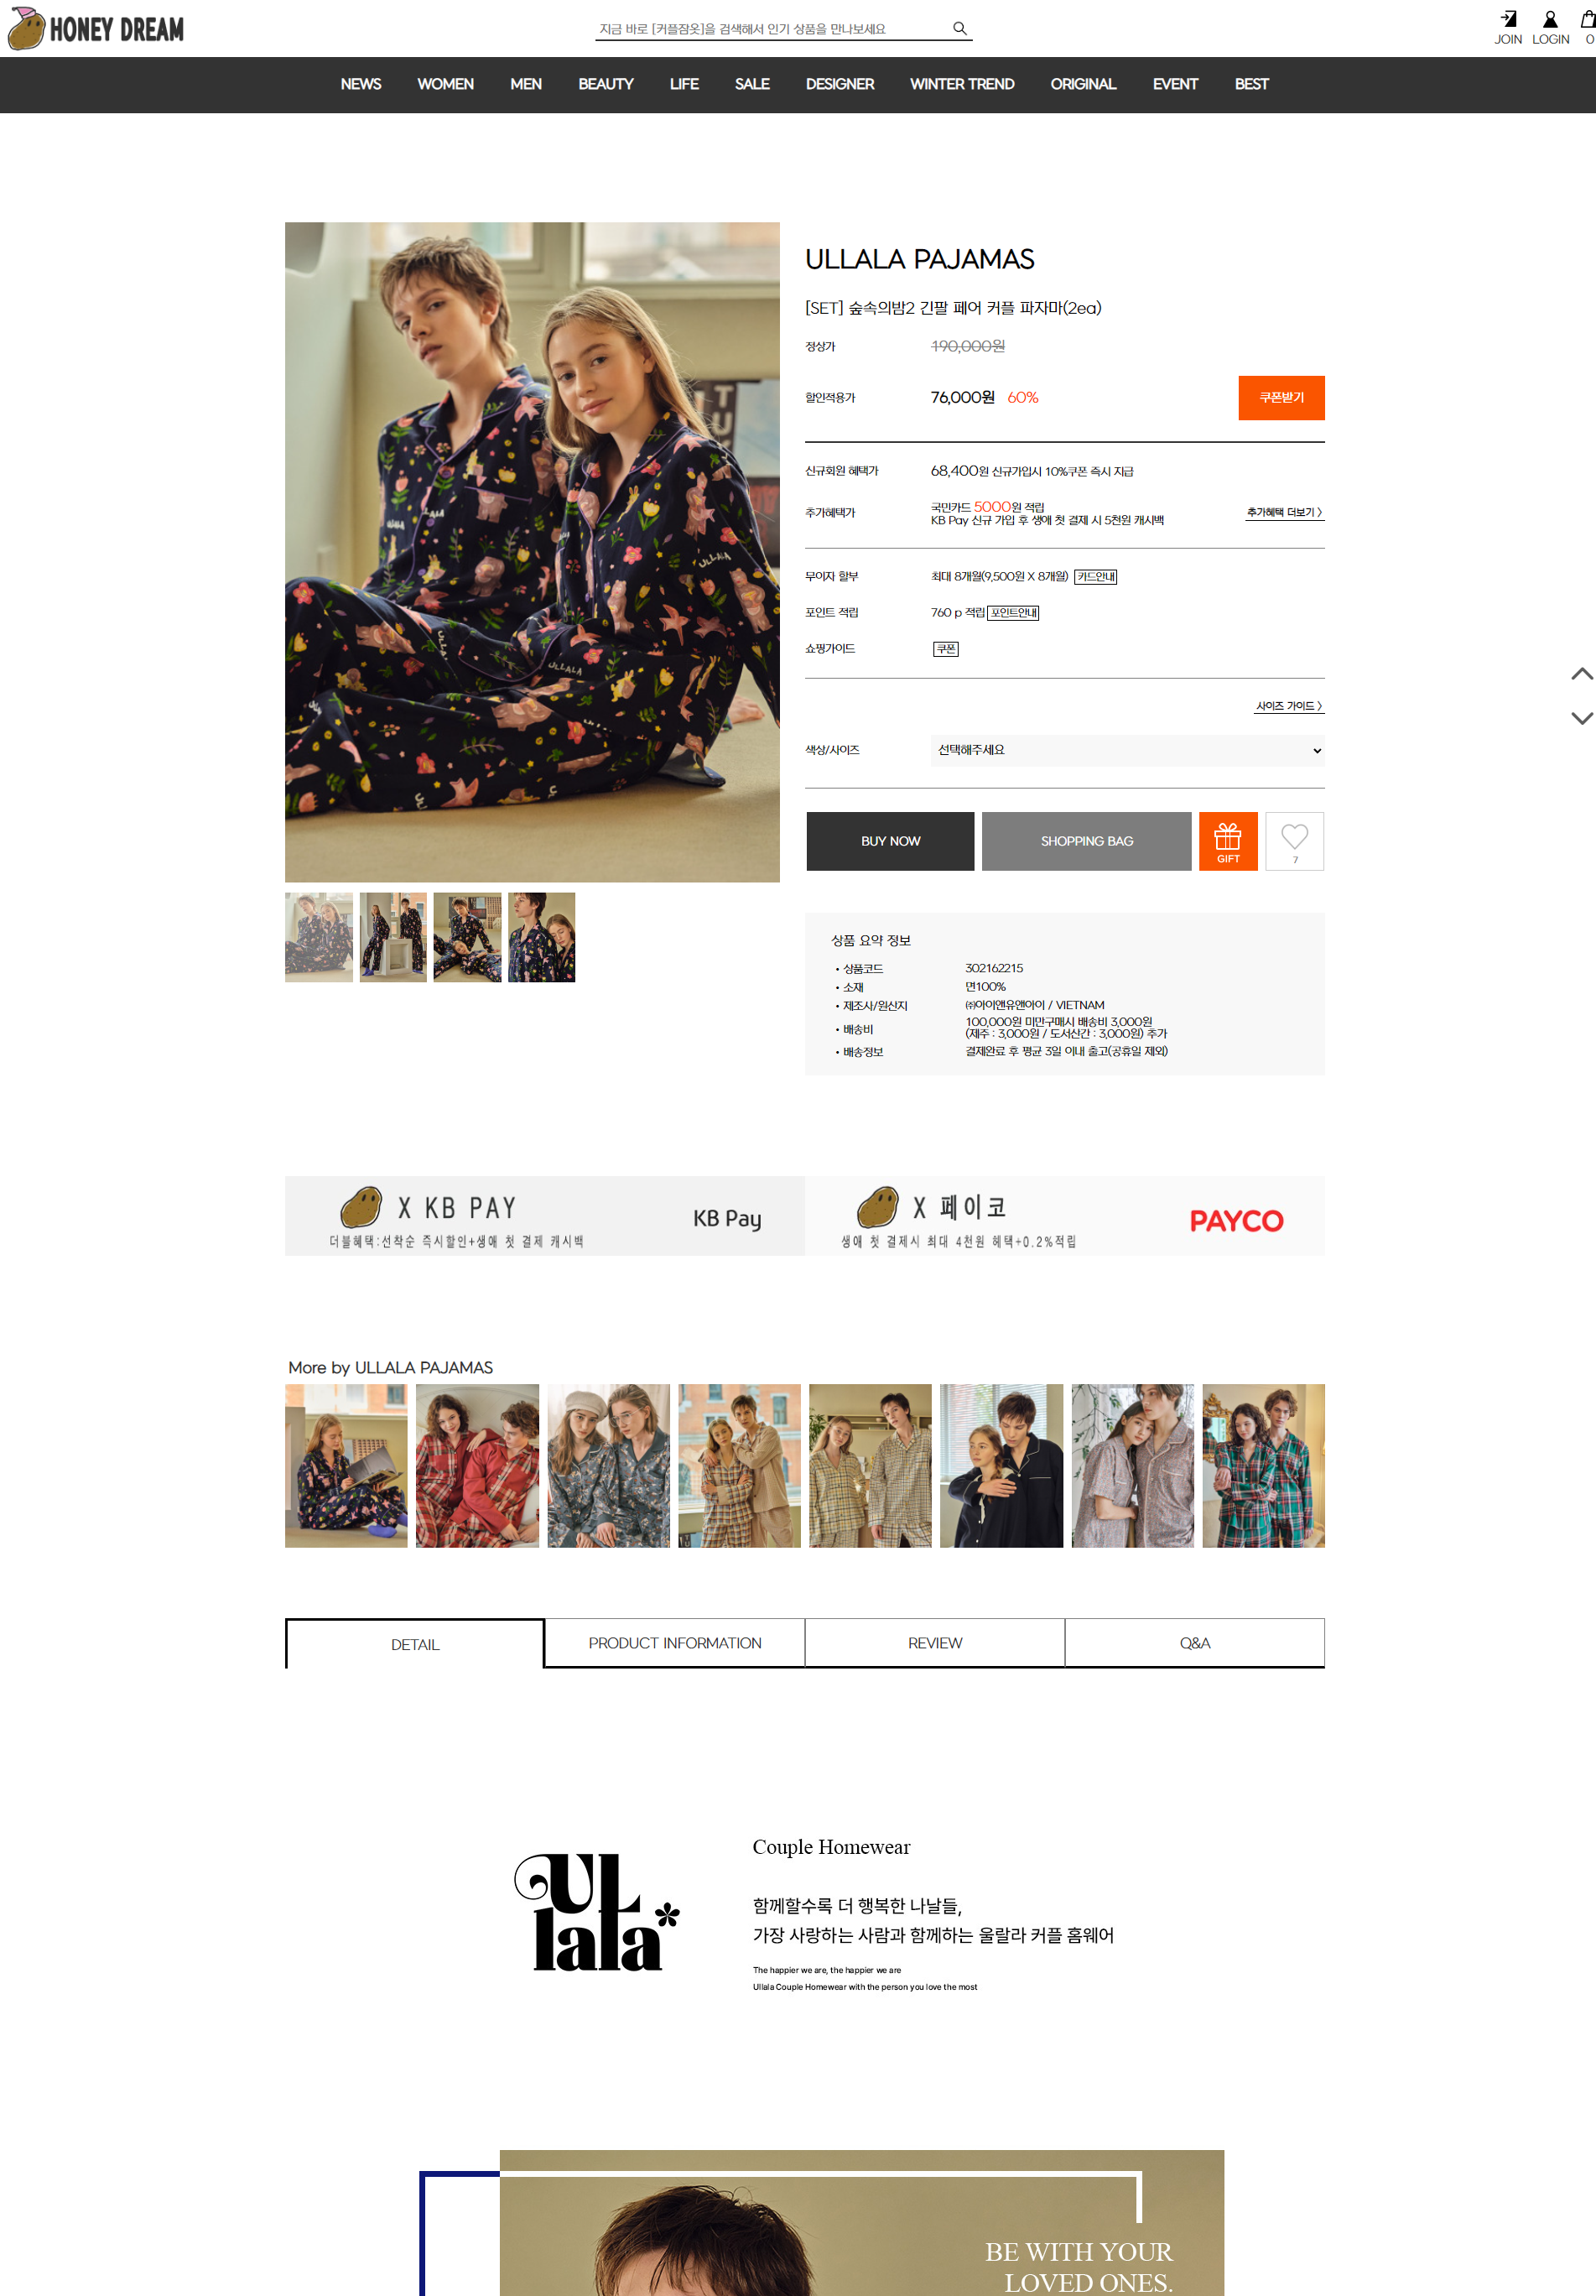 HONEY DREAM
지금 바로 [커플잠옷]을 검색해서 인기 상품을 만나보세요
JOIN LOGIN 0
NEWS WOMEN MEN BEAUTY LIFE SALE DESIGNER WINTER TREND ORIGINAL EVENT BEST
ULLALA PAJAMAS
[SET] 숲속의밤2 긴팔 페어 커플 파자마(2ea)
정상가 190,000원
할인적용가 76,000원 60% 쿠폰받기
신규회원 혜택가 68,400원 신규가입시 10%쿠폰 즉시 지급
추가혜택가 국민카드 5000원 적립
KB Pay 신규 가입 후 생애 첫 결제 시 5천원 캐시백
추가혜택 더보기 〉
무이자 할부 최대 8개월(9,500원 X 8개월) 카드안내
포인트 적립 760 p 적립 포인트안내
쇼핑가이드 쿠폰
사이즈 가이드 〉
색상/사이즈 선택해주세요
BUY NOW SHOPPING BAG GIFT 7
상품 요약 정보
• 상품코드 302162215
• 소재 면100%
• 제조사/원산지 ㈜아이앤유앤아이 / VIETNAM
• 배송비 100,000원 미만구매시 배송비 3,000원
(제주 : 3,000원 / 도서산간 : 3,000원) 추가
• 배송정보 결제완료 후 평균 3일 이내 출고(공휴일 제외)
X KB PAY
더블혜택:선착순 즉시할인+생애 첫 결제 캐시백
KB Pay
X 페이코
생애 첫 결제시 최대 4천원 혜택+0.2%적립
PAYCO
More by ULLALA PAJAMAS
DETAIL PRODUCT INFORMATION REVIEW Q&A
Ullala*
Couple Homewear
함께할수록 더 행복한 나날들,
가장 사랑하는 사람과 함께하는 울랄라 커플 홈웨어
The happier we are, the happier we are
Ullala Couple Homewear with the person you love the most
BE WITH YOUR
LOVED ONES.